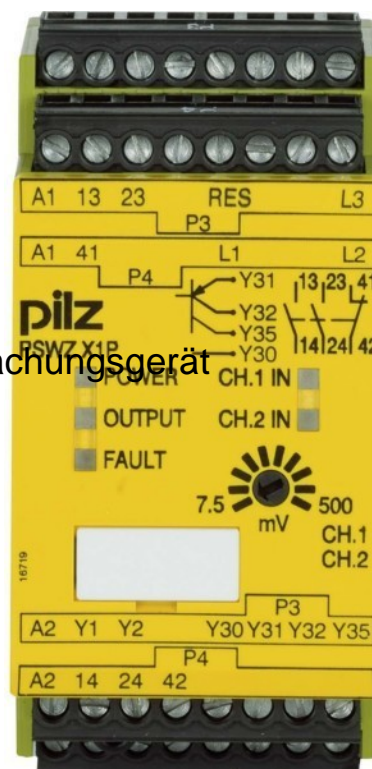 A1 13 23 RES L3
P3
A1 41 L1 L2
P4
Y31 13 23 41
pilz
Y32
Y35
PSWZ X1P
Y30 14 24 42
achungsgerät
POWER CH.1 IN
OUTPUT CH.2 IN
FAULT
7.5 500
mV
CH.1
CH.2
16719
P3
A2 Y1 Y2 Y30 Y31 Y32 Y35
P4
A2 14 24 42